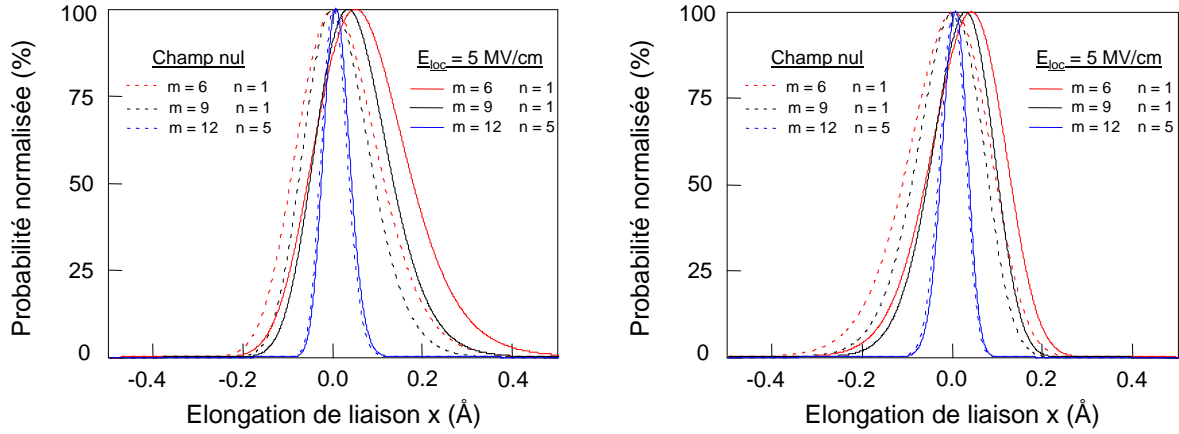 100
75
50
25
0
Probabilité normalisée (%)
Champ nul
m = 6 n = 1
m = 9 n = 1
m = 12 n = 5
Eloc = 5 MV/cm
m = 6 n = 1
m = 9 n = 1
m = 12 n = 5
-0.4 -0.2 0.0 0.2 0.4
Elongation de liaison x (Å)
100
75
50
25
0
Probabilité normalisée (%)
Champ nul
m = 6 n = 1
m = 9 n = 1
m = 12 n = 5
Eloc = 5 MV/cm
m = 6 n = 1
m = 9 n = 1
m = 12 n = 5
-0.4 -0.2 0.0 0.2 0.4
Elongation de liaison x (Å)